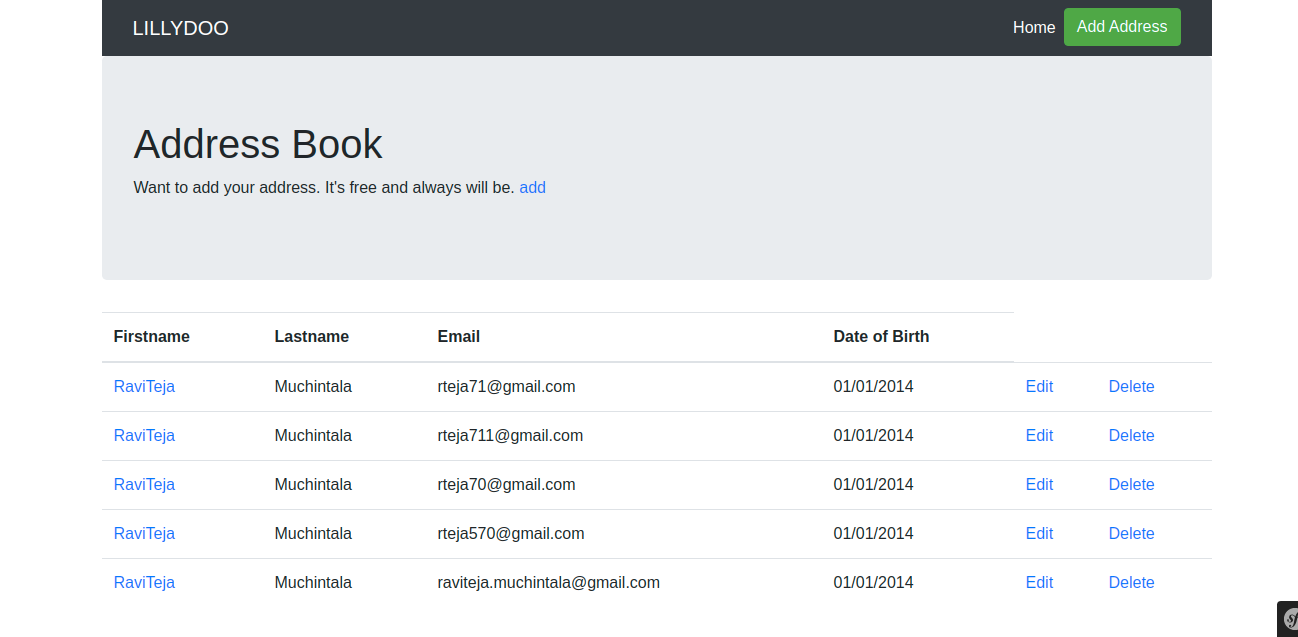 LILLYDOO Home Add Address
Address Book
Want to add your address. It's free and always will be. add
Firstname Lastname Email Date of Birth
RaviTeja Muchintala rteja71@gmail.com 01/01/2014 Edit Delete
RaviTeja Muchintala rteja711@gmail.com 01/01/2014 Edit Delete
RaviTeja Muchintala rteja70@gmail.com 01/01/2014 Edit Delete
RaviTeja Muchintala rteja570@gmail.com 01/01/2014 Edit Delete
RaviTeja Muchintala raviteja.muchintala@gmail.com 01/01/2014 Edit Delete
sf